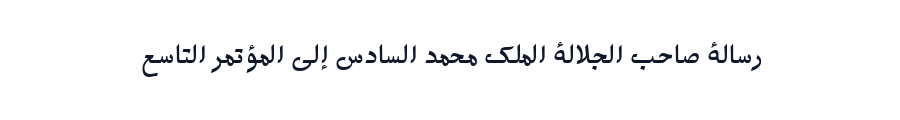 رسالة صاحب الجلالة الملك محمد السادس إلى المؤتمر التاسع